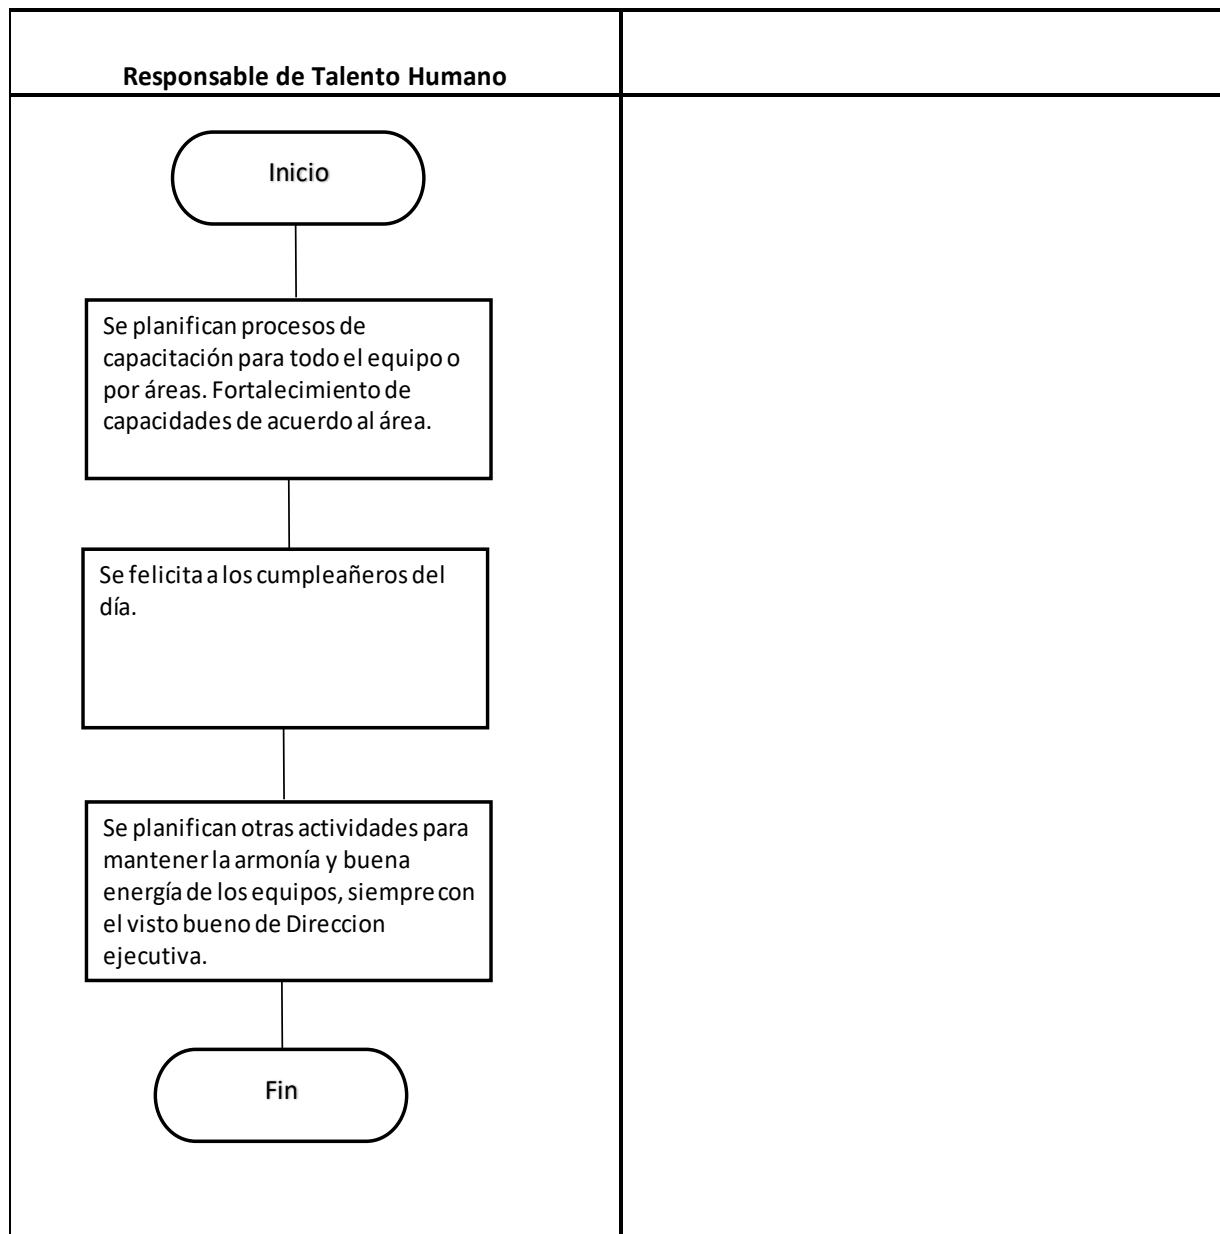 Responsable de Talento Humano
Inicio
Se planifican procesos de
capacitación para todo el equipo o
por áreas. Fortalecimiento de
capacidades de acuerdo al área.
Se felicita a los cumpleañeros del
día.
Se planifican otras actividades para
mantener la armonía y buena
energía de los equipos, siempre con
el visto bueno de Direccion
ejecutiva.
Fin